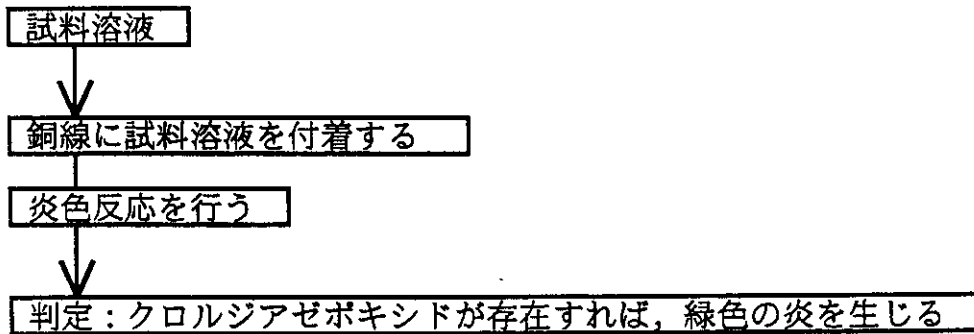 試料溶液
銅線に試料溶液を付着する
炎色反応を行う
判定：クロルジアゼポキシドが存在すれば，緑色の炎を生じる